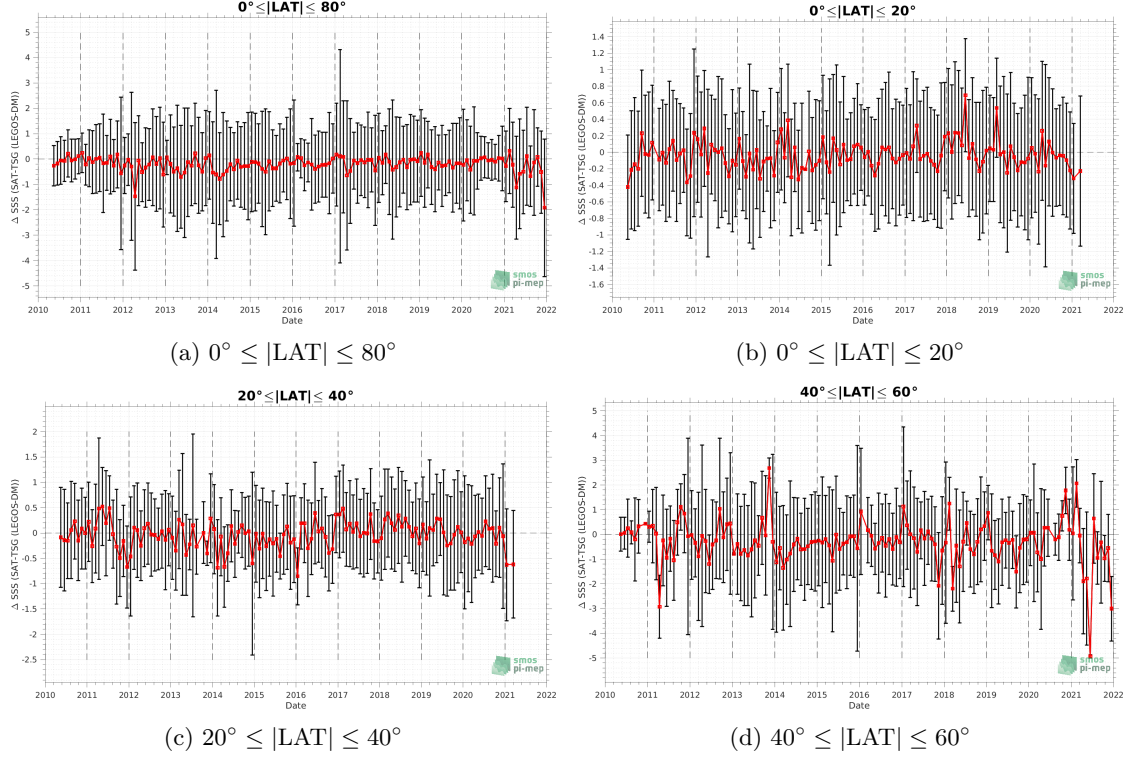 0°≤|LAT|≤ 80°
Δ SSS (SAT-TSG (LEGOS-DM))
5
4
3
2
1
0
-1
-2
-3
-4
-5
smos
pi-mep
2010 2011 2012 2013 2014 2015 2016 2017 2018 2019 2020 2021 2022
Date
(a) 0° ≤ |LAT| ≤ 80°
0°≤|LAT|≤ 20°
Δ SSS (SAT-TSG (LEGOS-DM))
1.4
1.2
1
0.8
0.6
0.4
0.2
0
-0.2
-0.4
-0.6
-0.8
-1
-1.2
-1.4
-1.6
smos
pi-mep
2010 2011 2012 2013 2014 2015 2016 2017 2018 2019 2020 2021 2022
Date
(b) 0° ≤ |LAT| ≤ 20°
20°≤|LAT|≤ 40°
Δ SSS (SAT-TSG (LEGOS-DM))
2
1.5
1
0.5
0
-0.5
-1
-1.5
-2
-2.5
smos
pi-mep
2010 2011 2012 2013 2014 2015 2016 2017 2018 2019 2020 2021 2022
Date
(c) 20° ≤ |LAT| ≤ 40°
40°≤|LAT|≤ 60°
Δ SSS (SAT-TSG (LEGOS-DM))
5
4
3
2
1
0
-1
-2
-3
-4
-5
smos
pi-mep
2010 2011 2012 2013 2014 2015 2016 2017 2018 2019 2020 2021 2022
Date
(d) 40° ≤ |LAT| ≤ 60°